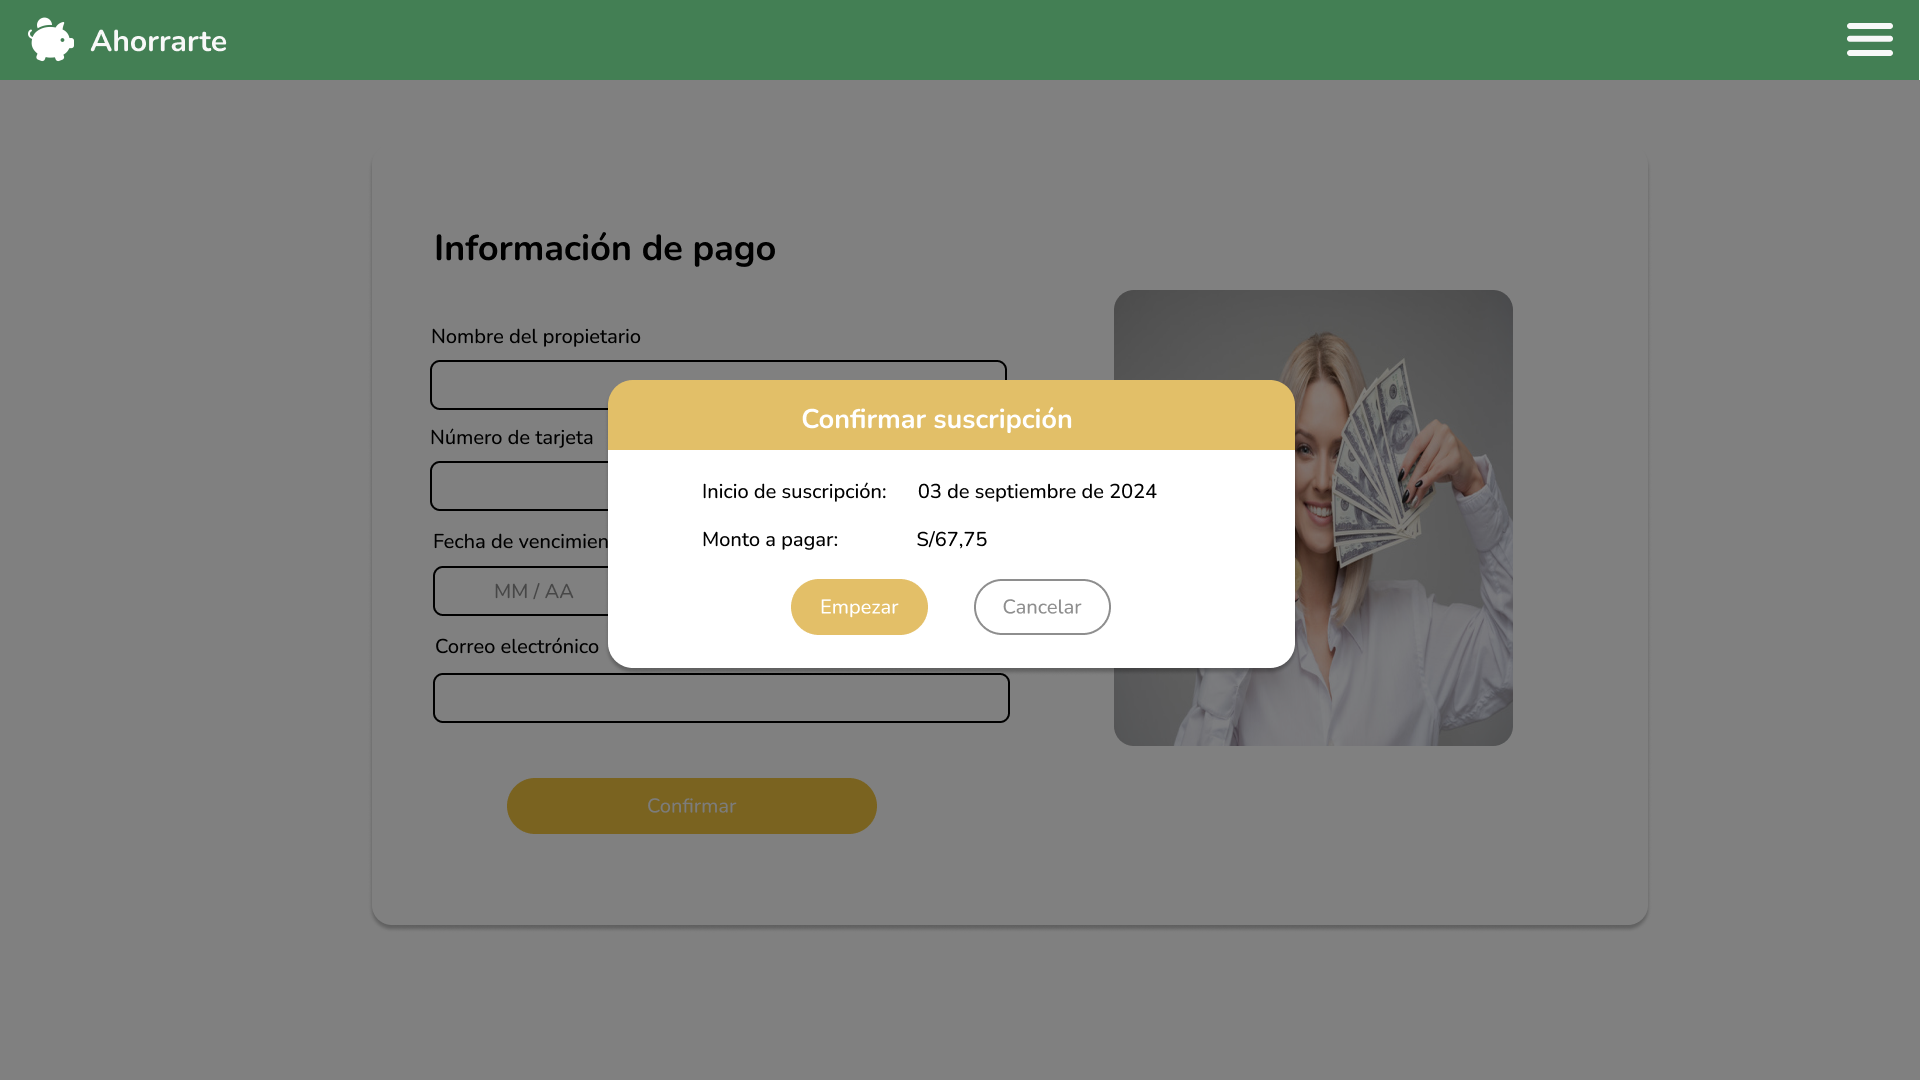 Ahorrarte
Información de pago
Nombre del propietario
Número de tarjeta
Fecha de vencimien
MM / AA
Correo electrónico
Confirmar
Confirmar suscripción
Inicio de suscripción: 03 de septiembre de 2024
Monto a pagar: S/67,75
Empezar Cancelar